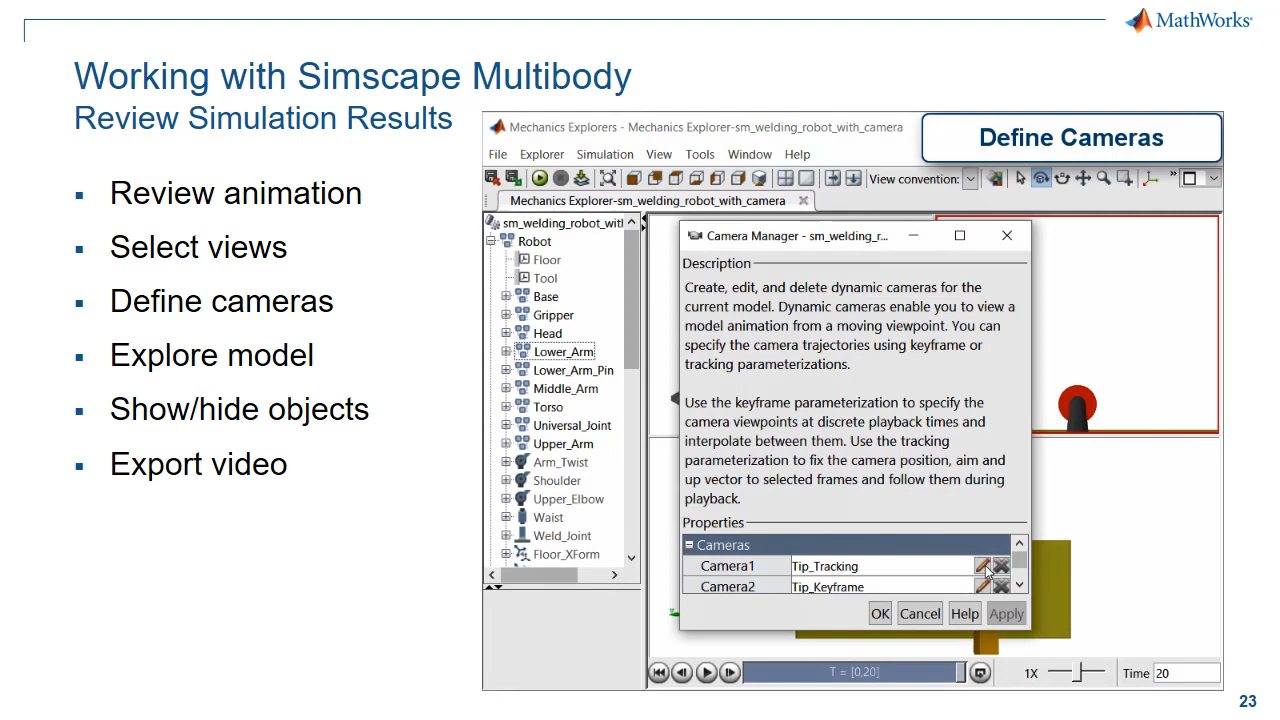 MathWorks®
Working with Simscape Multibody
Review Simulation Results
▪ Review animation
▪ Select views
▪ Define cameras
▪ Explore model
▪ Show/hide objects
▪ Export video
Mechanics Explorers - Mechanics Explorer-sm_welding_robot_with_camera
Define Cameras
File Explorer Simulation View Tools Window Help
View convention:
Mechanics Explorer-sm_welding_robot_with_camera
sm_welding_robot_wit
Robot
Floor
Tool
Base
Gripper
Head
Lower_Arm
Lower_Arm_Pin
Middle_Arm
Torso
Universal_Joint
Upper_Arm
Arm_Twist
Shoulder
Upper_Elbow
Waist
Weld_Joint
Floor_XForm
Camera Manager - sm_welding_r...
Description
Create, edit, and delete dynamic cameras for the
current model. Dynamic cameras enable you to view a
model animation from a moving viewpoint. You can
specify the camera trajectories using keyframe or
tracking parameterizations.
Use the keyframe parameterization to specify the
camera viewpoints at discrete playback times and
interpolate between them. Use the tracking
parameterization to fix the camera position, aim and
up vector to selected frames and follow them during
playback.
Properties
Cameras
Camera1 Tip_Tracking
Camera2 Tip_Keyframe
OK Cancel Help Apply
T = [0,20]
1X
Time 20
23